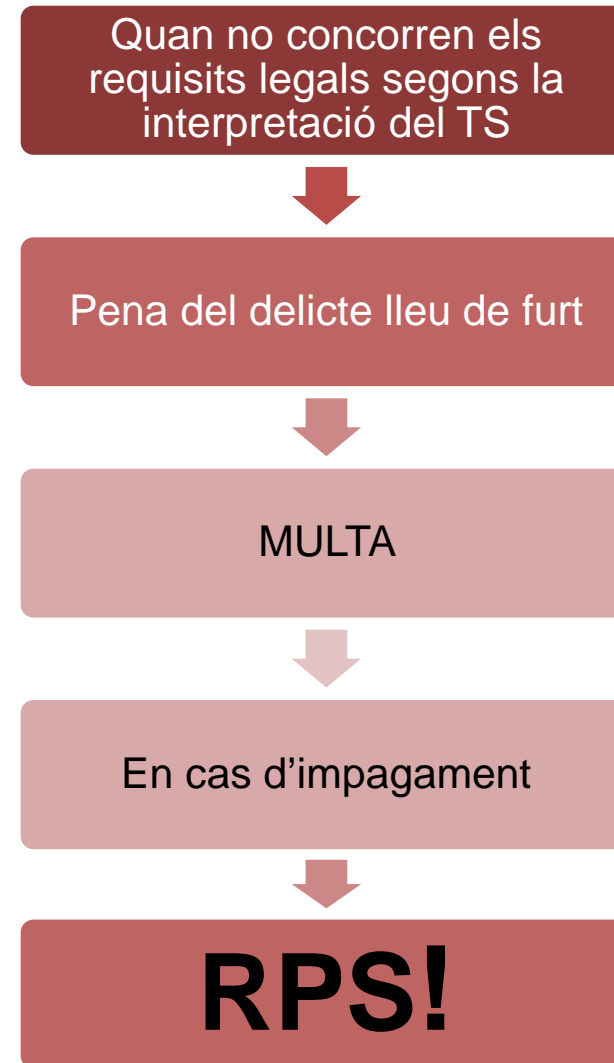 Quan no concorren els
requisits legals segons la
interpretació del TS
Pena del delicte lleu de furt
MULTA
En cas d’impagament
RPS!